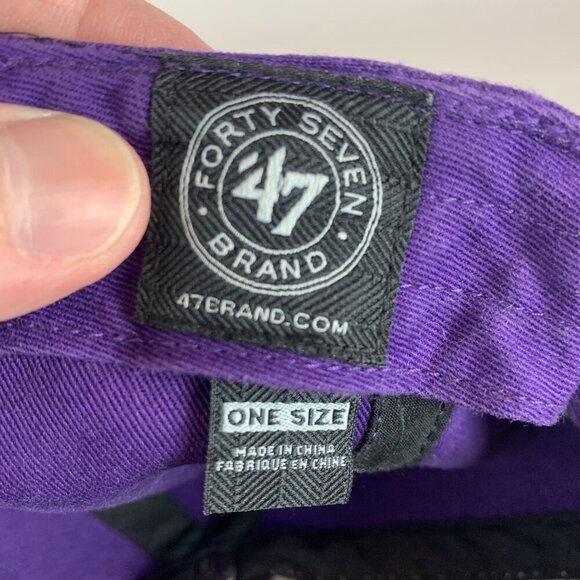 FORTY SEVEN
47
BRAND
47BRAND.COM
ONE SIZE
MADE IN CHINA
FABRIQUE EN CHINE